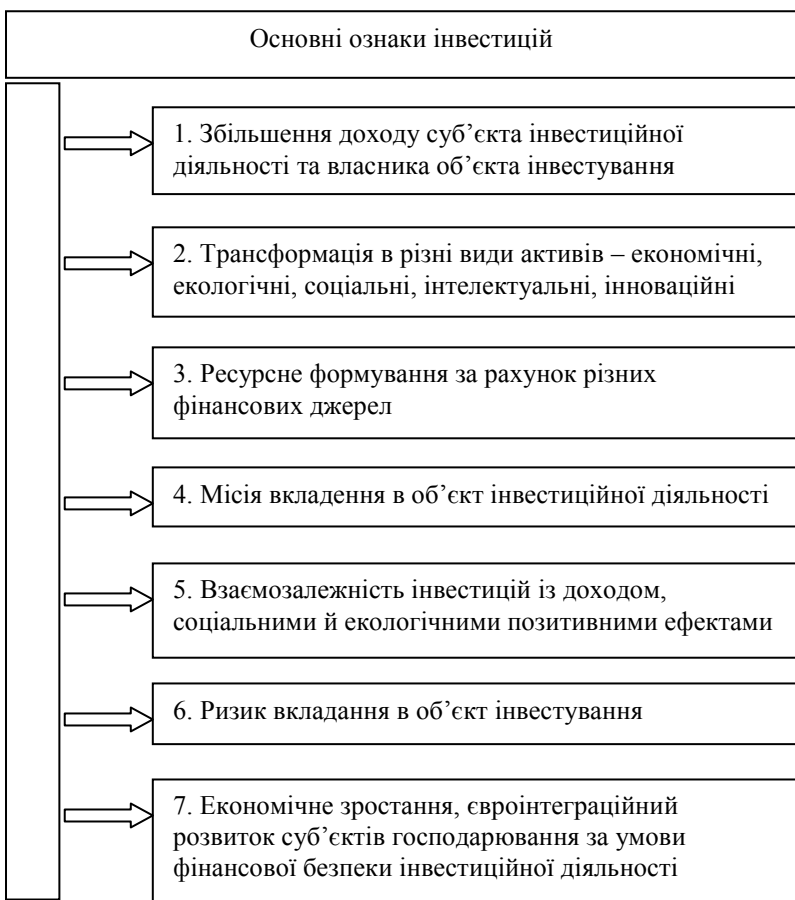 Основні ознаки інвестицій
1. Збільшення доходу суб’єкта інвестиційної
діяльності та власника об’єкта інвестування
2. Трансформація в різні види активів – економічні,
екологічні, соціальні, інтелектуальні, інноваційні
3. Ресурсне формування за рахунок різних
фінансових джерел
4. Місія вкладення в об’єкт інвестиційної діяльності
5. Взаємозалежність інвестицій із доходом,
соціальними й екологічними позитивними ефектами
6. Ризик вкладання в об’єкт інвестування
7. Економічне зростання, євроінтеграційний
розвиток суб’єктів господарювання за умови
фінансової безпеки інвестиційної діяльності